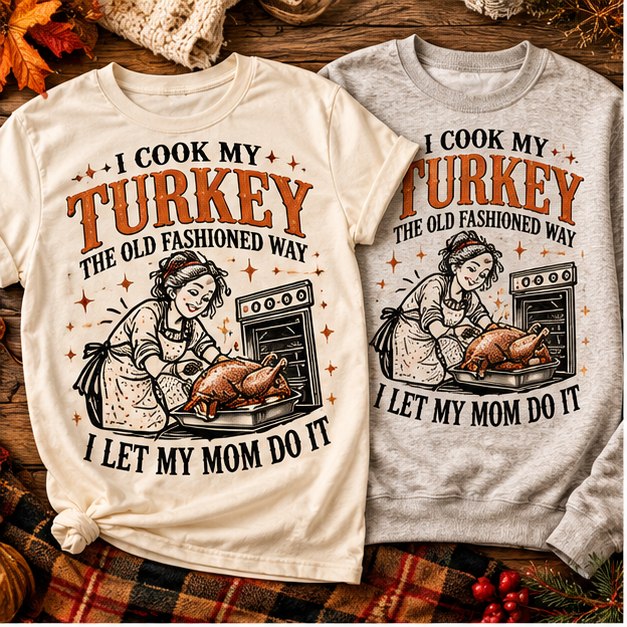 I COOK MY
TURKEY
THE OLD FASHIONED WAY
I LET MY MOM DO IT
I COOK MY
TURKEY
THE OLD FASHIONED WAY
I LET MY MOM DO IT